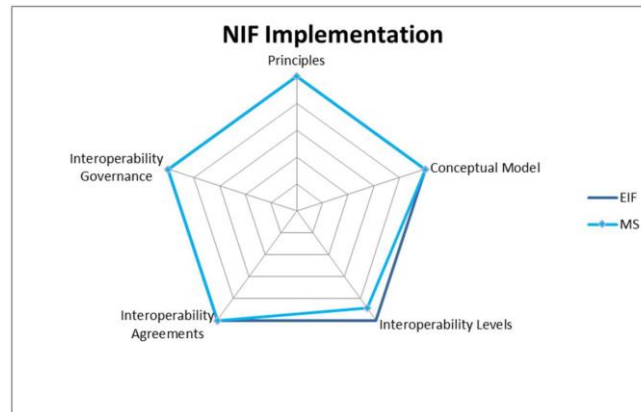 NIF Implementation
Principles
Interoperability
Governance
Conceptual Model
EIF
MS
Interoperability
Agreements
Interoperability Levels